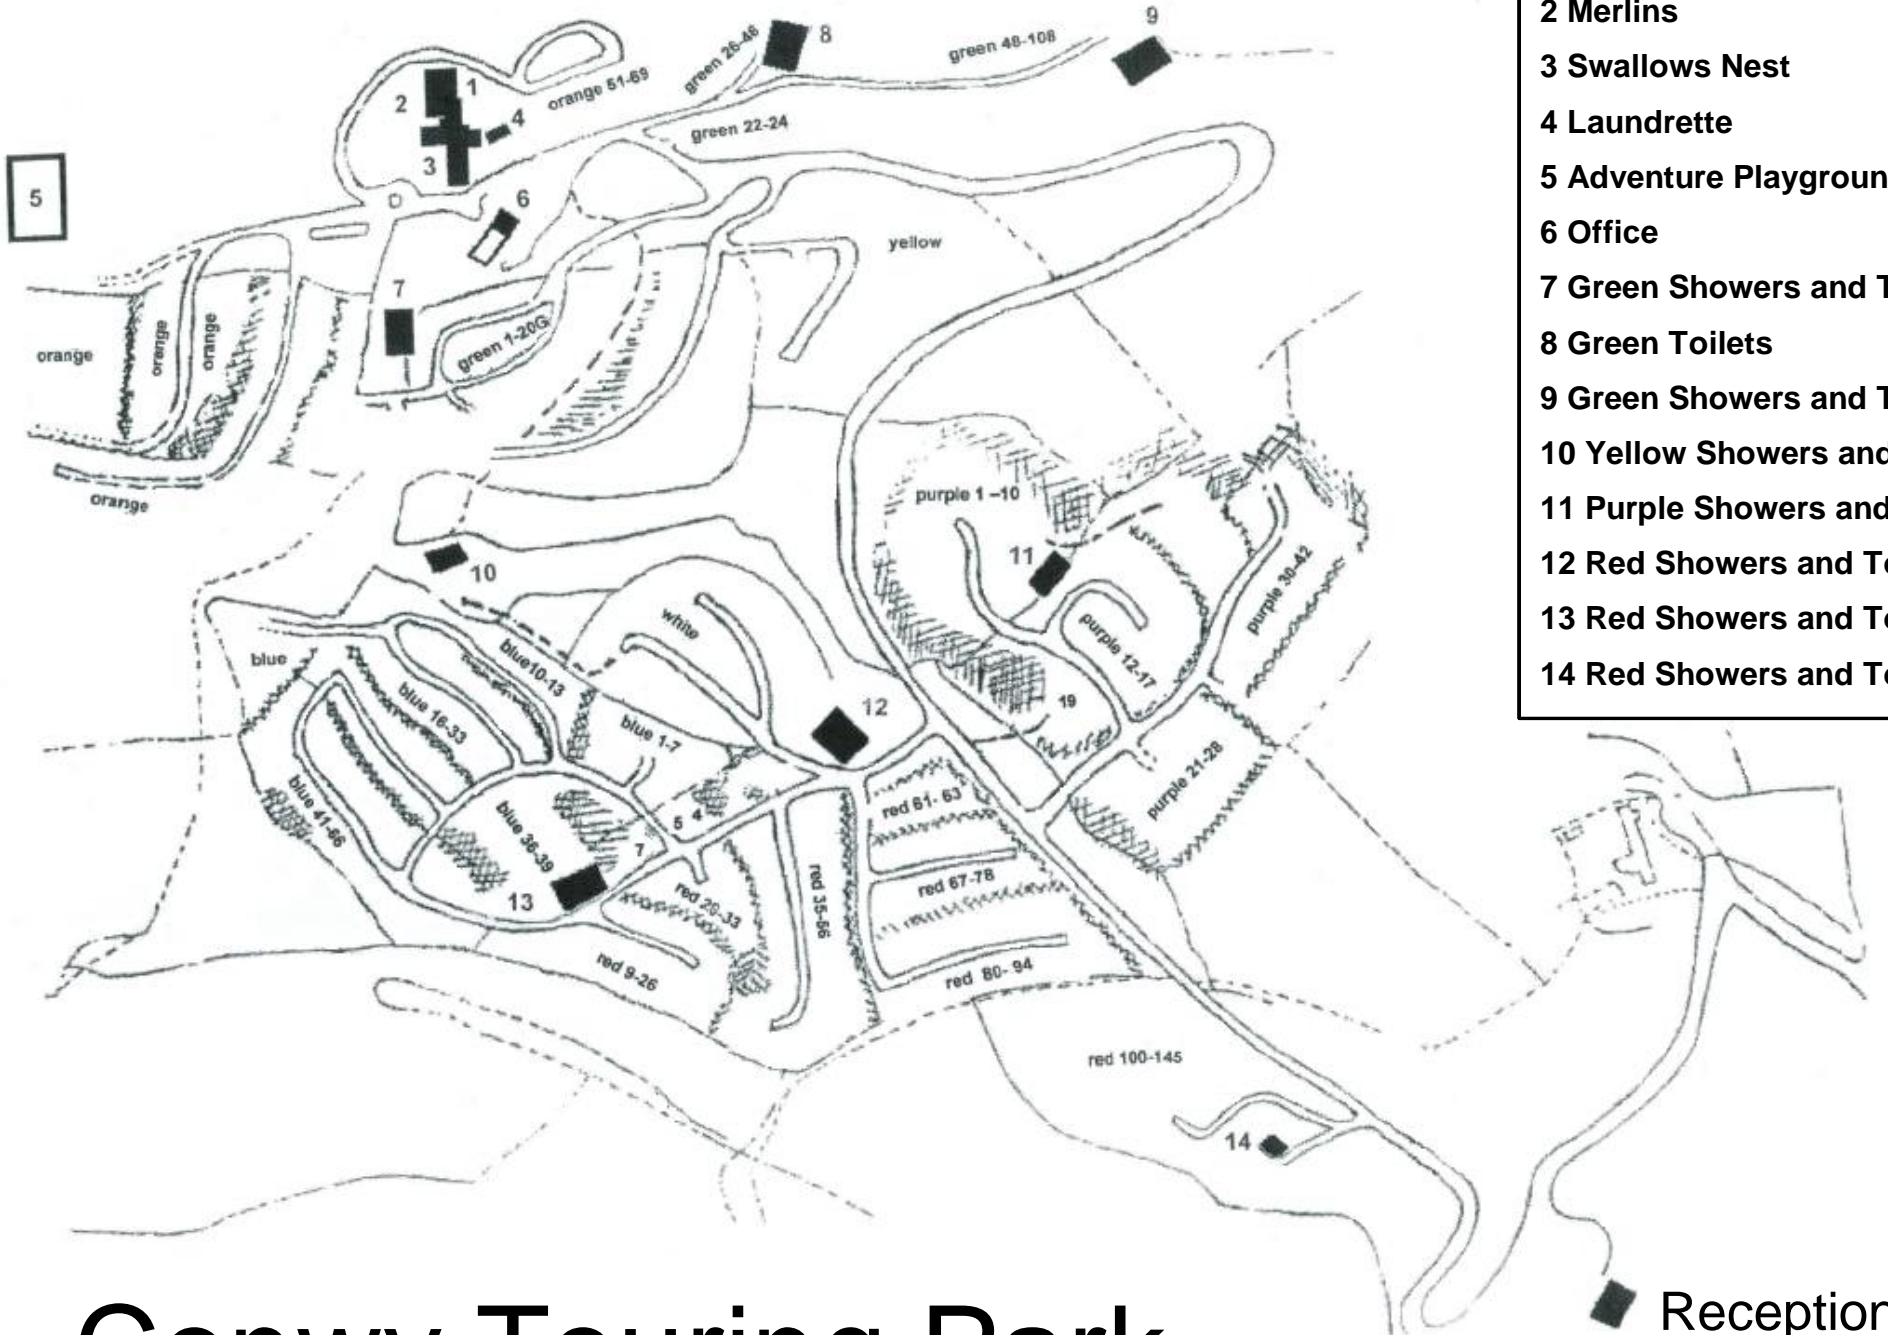 2 Merlins
3 Swallows Nest
4 Laundrette
5 Adventure Playgroun
6 Office
7 Green Showers and T
8 Green Toilets
9 Green Showers and T
10 Yellow Showers and
11 Purple Showers and
12 Red Showers and To
13 Red Showers and To
14 Red Showers and To
9
8
green 26-46
green 48-108
1
2
orange 51-69
4
green 22-24
3
5
6
yellow
7
orange
orange
orange
green 1-20G
orange
purple 1 –10
11
10
purple 30-42
white
purple 12-17
blue
blue10-13
blue 16-33
19
12
blue 1-7
purple 21-28
blue 41-66
red 61- 63
blue 36-39
5 4
7
red 67-78
red 35-56
13
red 29-33
red 9-26
red 80- 94
red 100-145
14
Reception
Conwy Touring Park